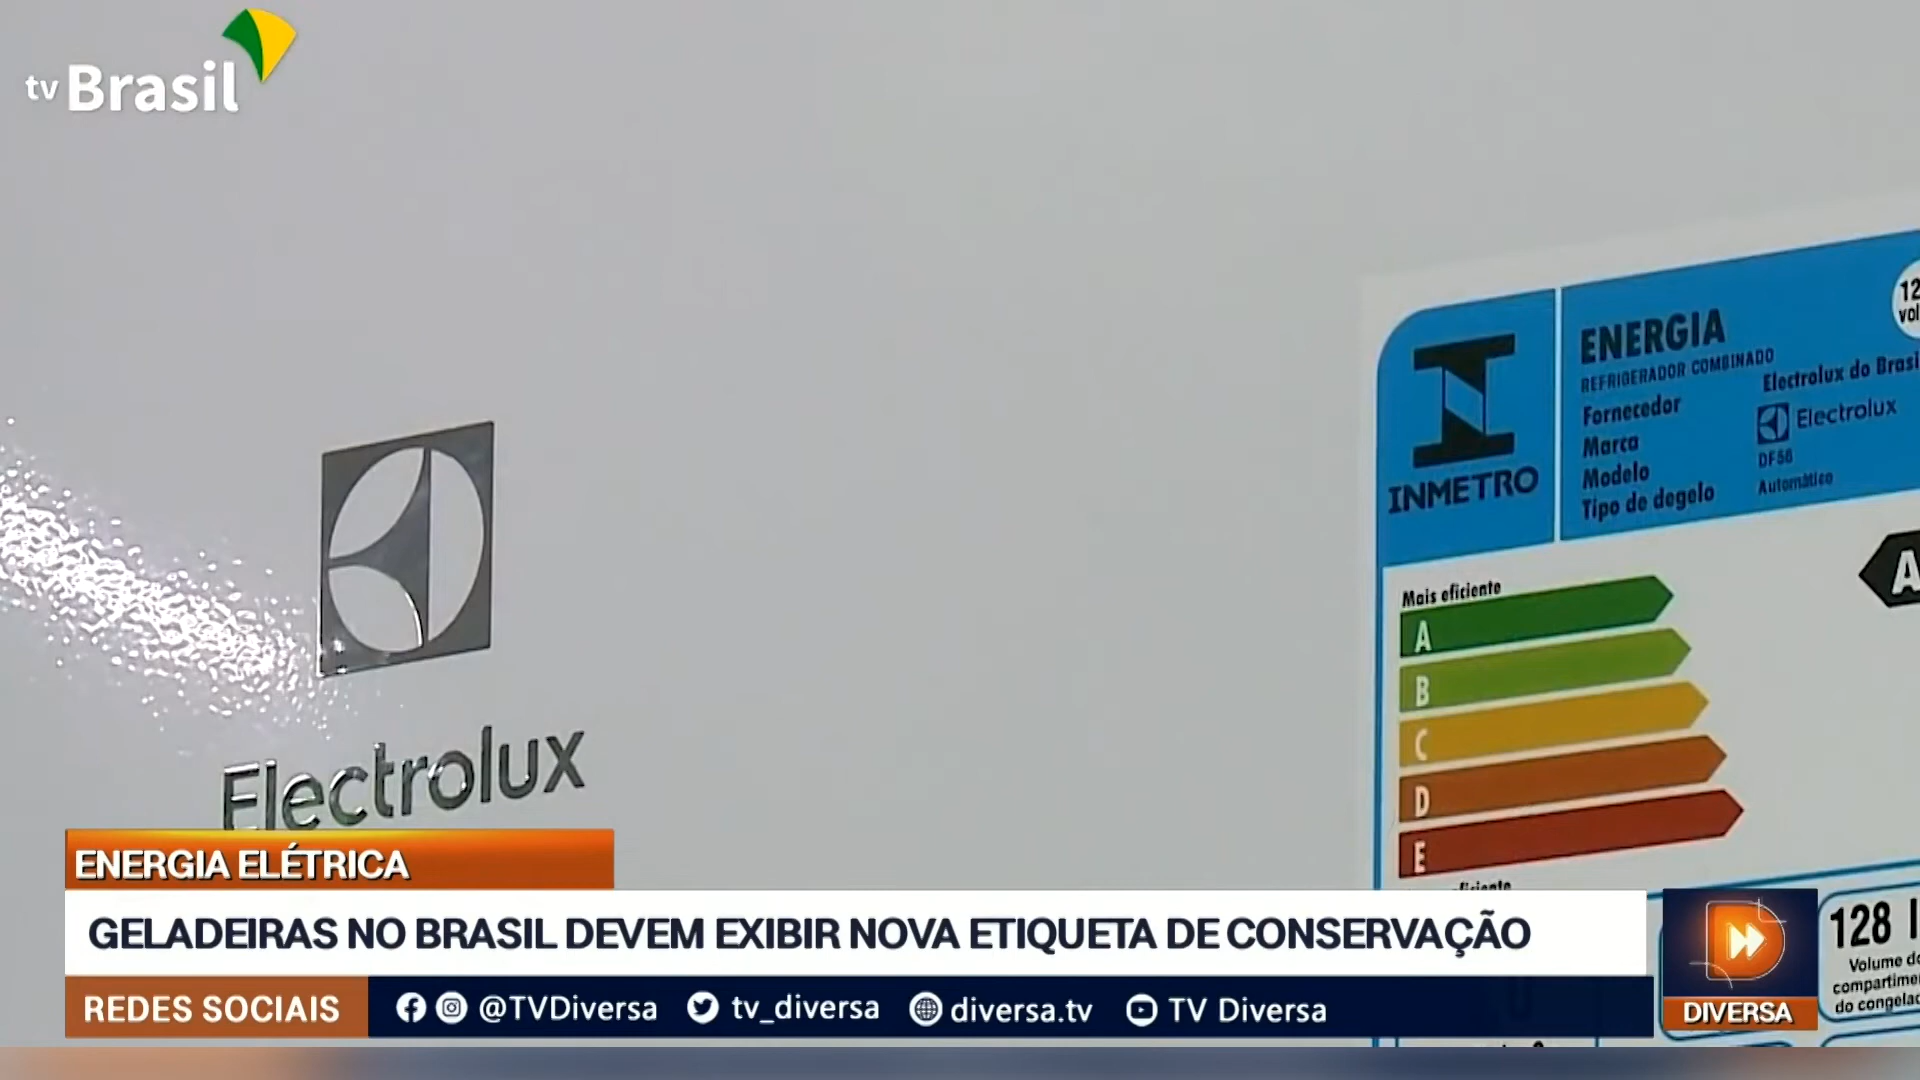 tv Brasil
Electrolux
INMETRO
ENERGIA
REFRIGERADOR COMBINADO
Fornecedor
Electrolux do
Marca
Electrolux
Modelo
DF56
Tipo de degelo
Automático
Mais eficiente
A
A
B
C
D
E
128
Volume
ENERGIA ELÉTRICA
GELADEIRAS NO BRASIL DEVEM EXIBIR NOVA ETIQUETA DE CONSERVAÇÃO
REDES SOCIAIS
@TVDiversa
tv_diversa
diversa.tv
TV Diversa
DIVERSA